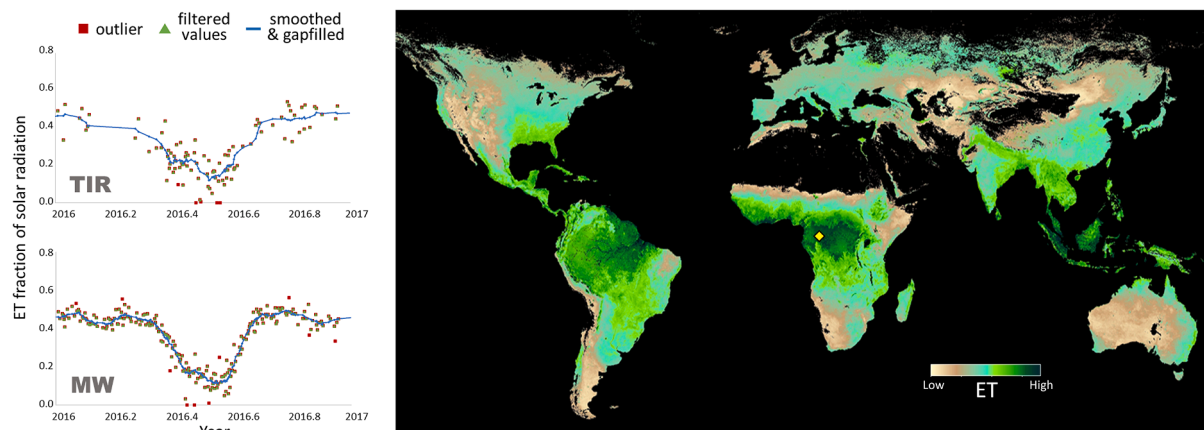 outlier
filtered
values
smoothed
& gapfilled
ET fraction of solar radiation
0.8
0.6
0.4
0.2
0.0
TIR
2016 2016.2 2016.4 2016.6 2016.8 2017
0.8
0.6
0.4
0.2
0.0
MW
2016 2016.2 2016.4 2016.6 2016.8 2017
Year
Low High
ET